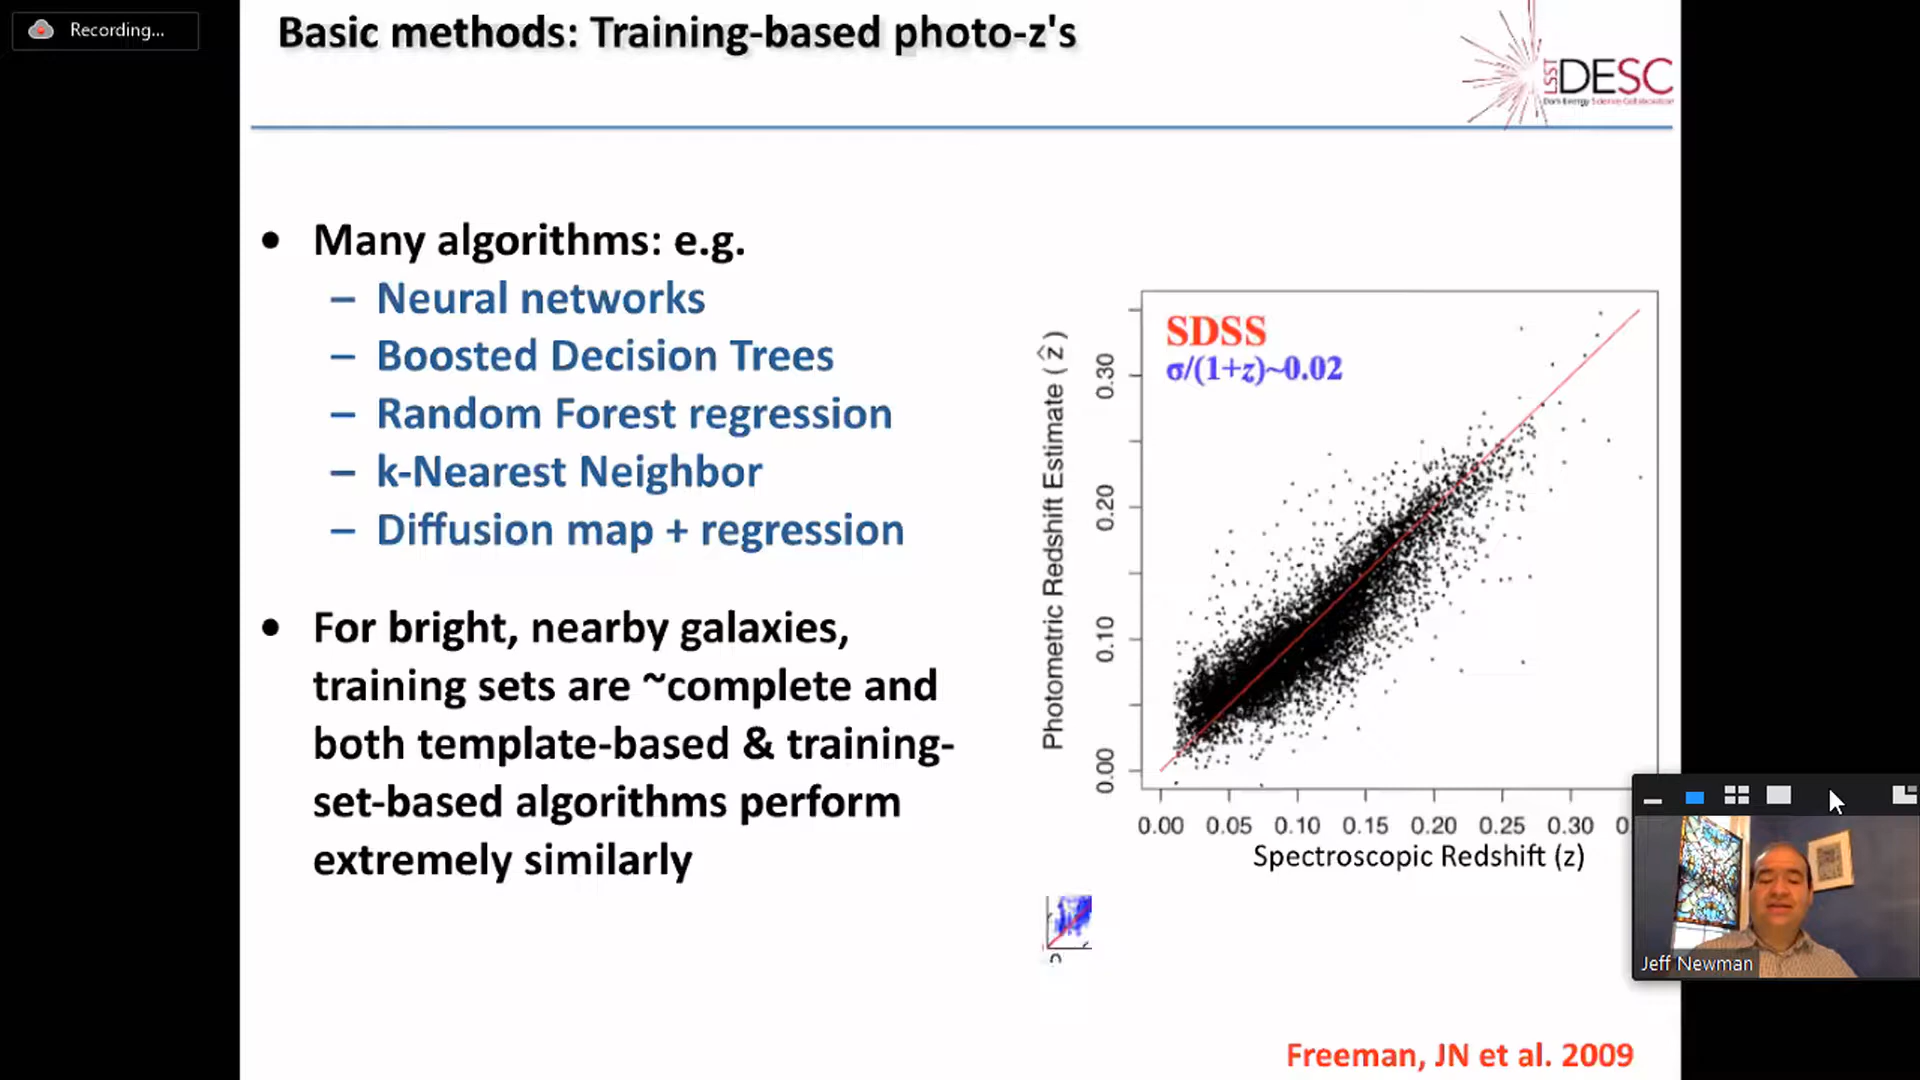 Recording...
Basic methods: Training-based photo-z's
LSST DESC
Dark Energy Science Collaboration
• Many algorithms: e.g.
– Neural networks
– Boosted Decision Trees
– Random Forest regression
– k-Nearest Neighbor
– Diffusion map + regression
• For bright, nearby galaxies,
training sets are ~complete and
both template-based & training-
set-based algorithms perform
extremely similarly
SDSS
σ/(1+z)~0.02
Photometric Redshift Estimate (ẑ)
0.30
0.20
0.10
0.00
0.00 0.05 0.10 0.15 0.20 0.25 0.30
Spectroscopic Redshift (z)
Jeff Newman
Freeman, JN et al. 2009